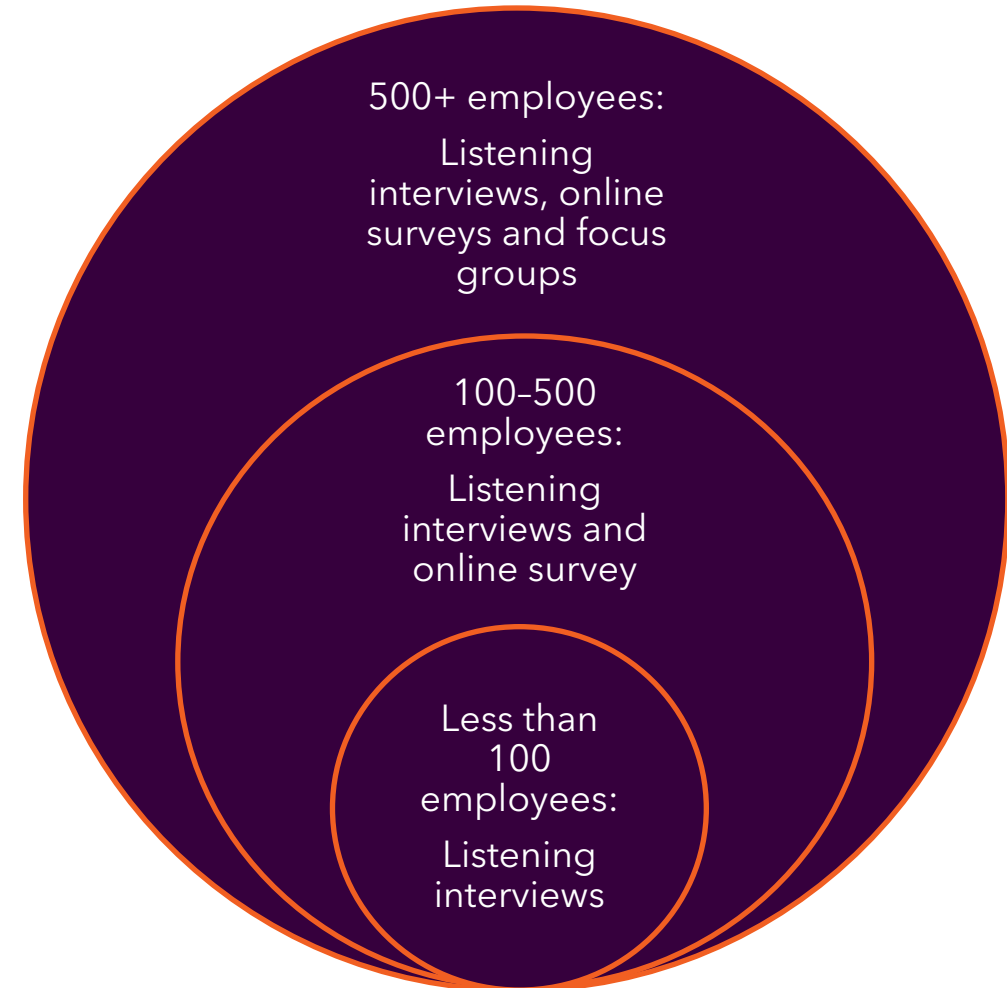 500+ employees:
Listening
interviews, online
surveys and focus
groups
100–500
employees:
Listening
interviews and
online survey
Less than
100
employees:
Listening
interviews